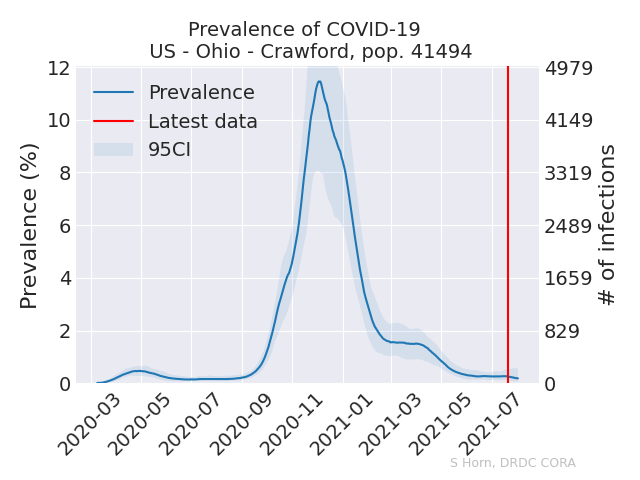 Prevalence of COVID-19
US - Ohio - Crawford, pop. 41494
Prevalence
Latest data
95CI
Prevalence (%)
12
10
8
6
4
2
0
4979
4149
3319
2489
1659
829
0
# of infections
2020-03
2020-05
2020-07
2020-09
2020-11
2021-01
2021-03
2021-05
2021-07
S Horn, DRDC CORA